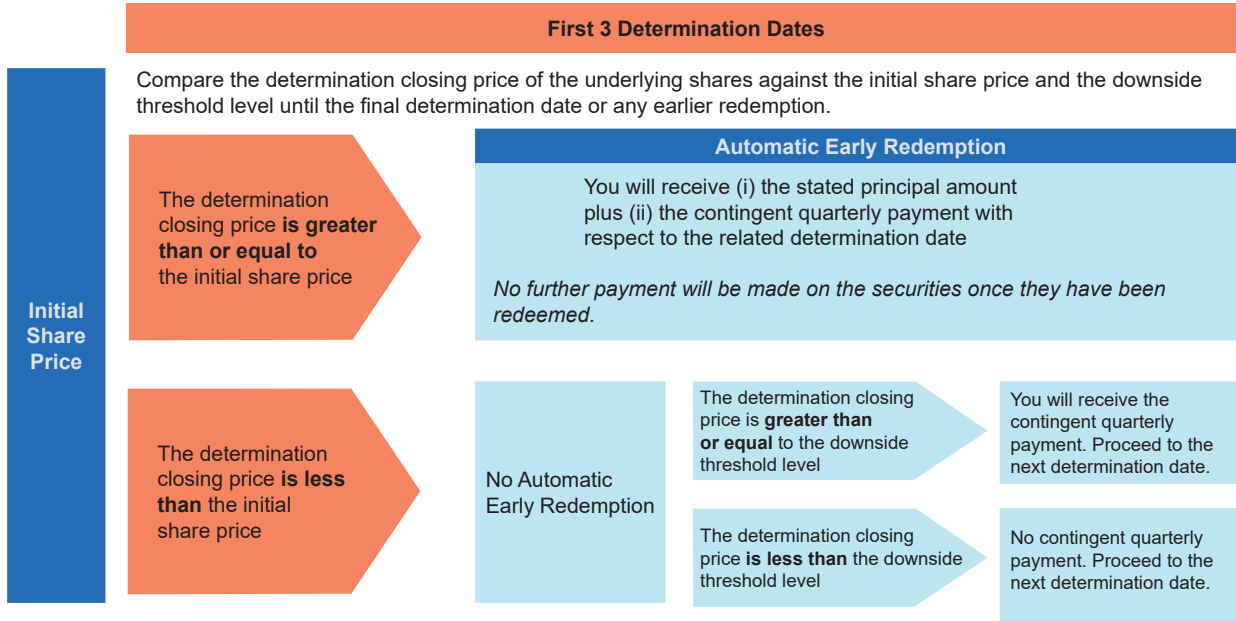 First 3 Determination Dates
Compare the determination closing price of the underlying shares against the initial share price and the downside
threshold level until the final determination date or any earlier redemption.
Initial
Share
Price
The determination
closing price is greater
than or equal to
the initial share price
Automatic Early Redemption
You will receive (i) the stated principal amount
plus (ii) the contingent quarterly payment with
respect to the related determination date
No further payment will be made on the securities once they have been
redeemed.
The determination
closing price is less
than the initial
share price
No Automatic
Early Redemption
The determination closing
price is greater than
or equal to the downside
threshold level
You will receive the
contingent quarterly
payment. Proceed to the
next determination date.
The determination closing
price is less than the downside
threshold level
No contingent quarterly
payment. Proceed to the
next determination date.